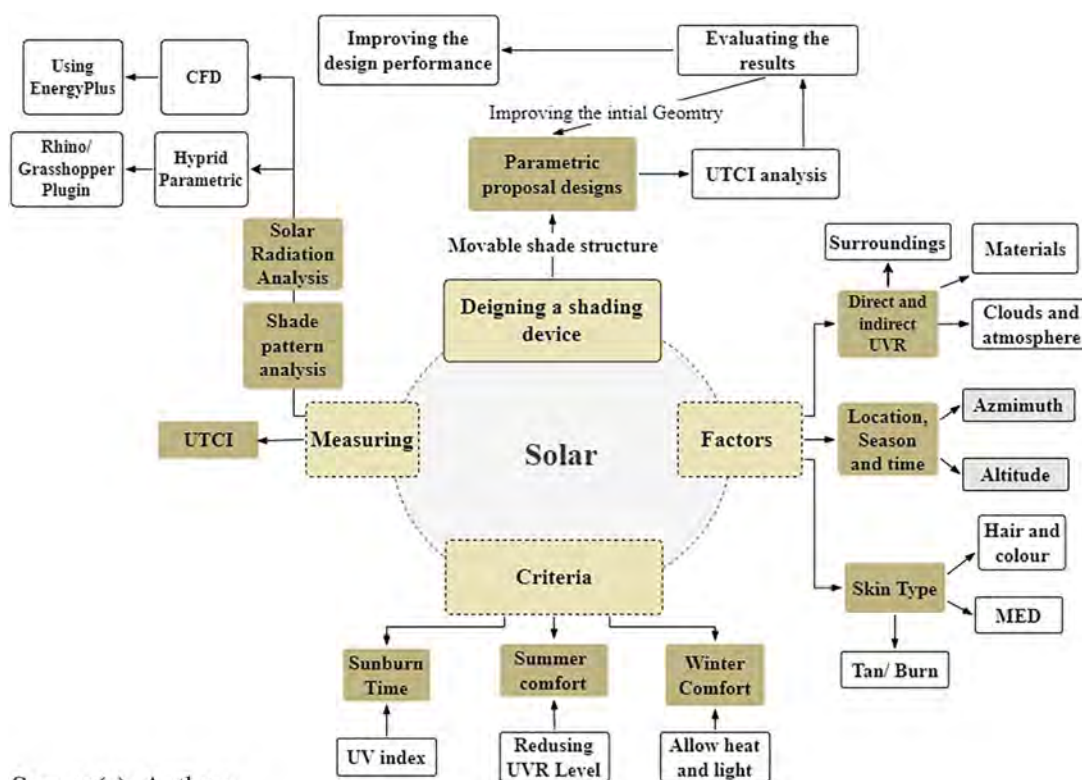 Improving the
design performance
Evaluating the
results
Using
EnergyPlus
CFD
Improving the intial Geomtry
Rhino/
Grasshopper
Plugin
Hyprid
Parametric
Parametric
proposal designs
UTCI analysis
Solar
Radiation
Analysis
Movable shade structure
Surroundings
Materials
Shade
pattern
analysis
Deigning a shading
device
Direct and
indirect
UVR
Clouds and
atmosphere
UTCI
Measuring
Solar
Factors
Location,
Season
and time
Azmimuth
Altitude
Criteria
Skin Type
Hair and
colour
MED
Tan/ Burn
Sunburn
Time
Summer
comfort
Winter
Comfort
UV index
Redusing
UVR Level
Allow heat
and light